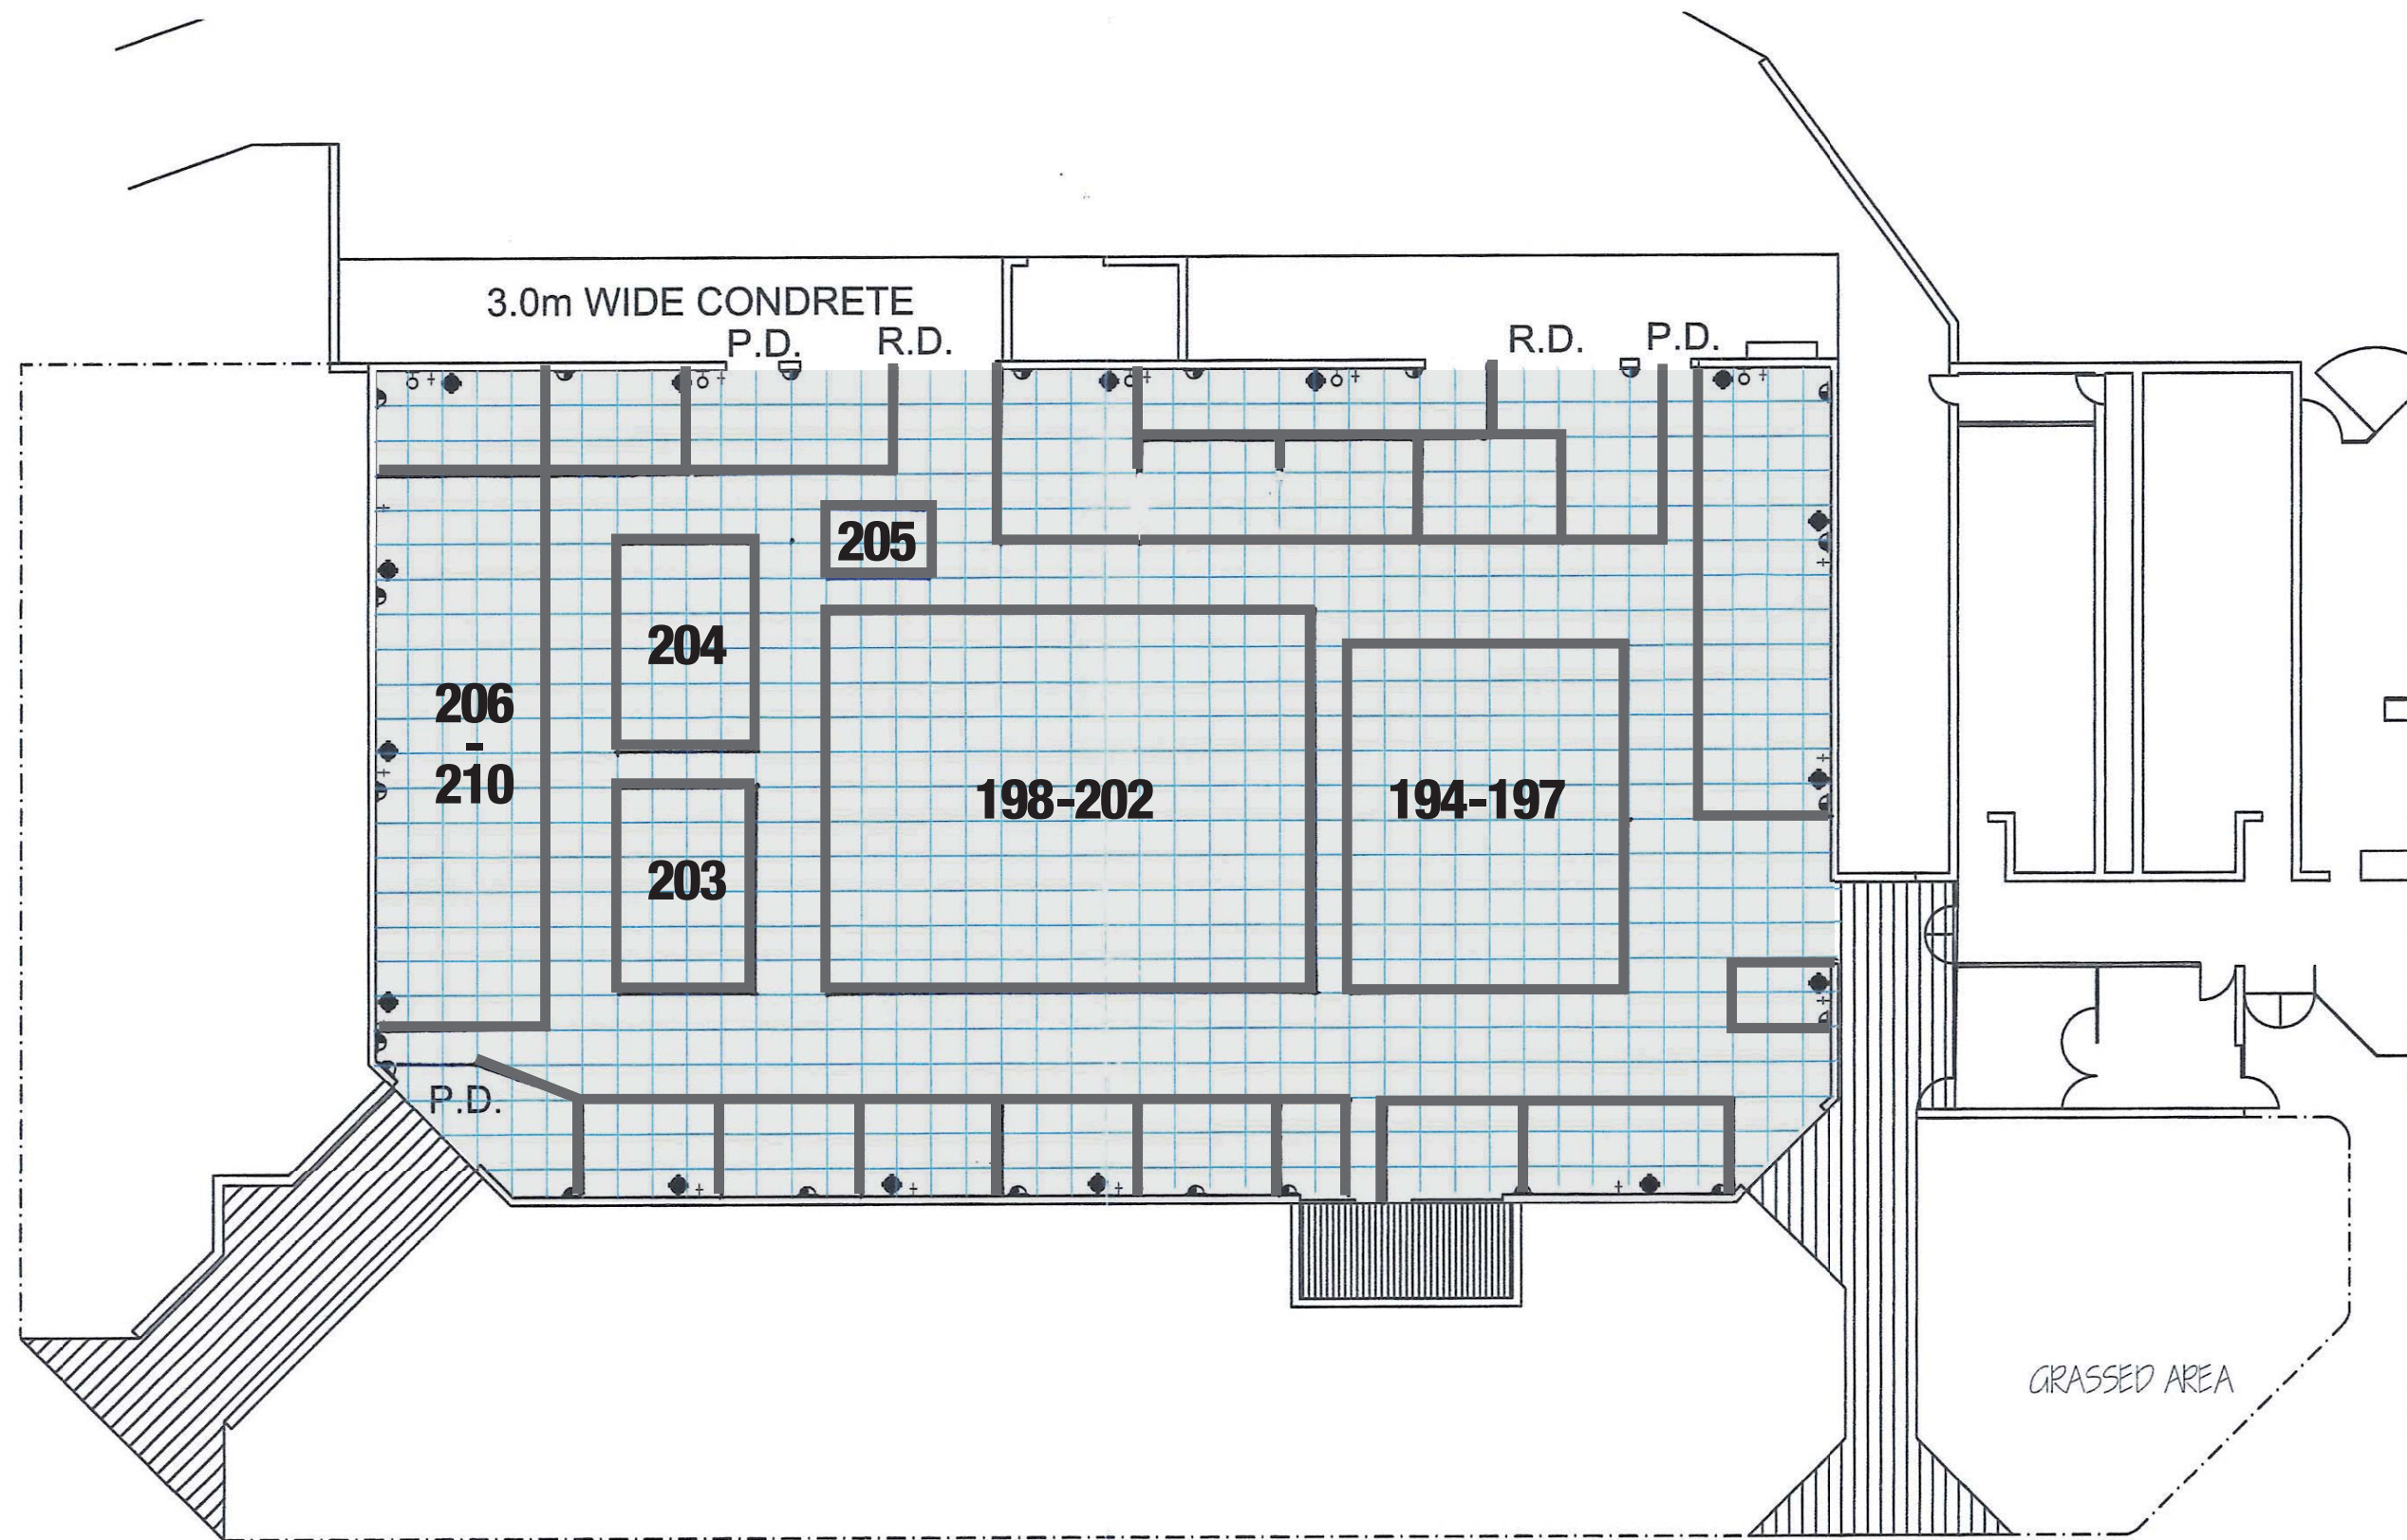 3.0m WIDE CONDRETE
P.D.
R.D.
R.D.
P.D.
205
204
206
-
210
198-202
194-197
203
P.D.
GRASSED AREA